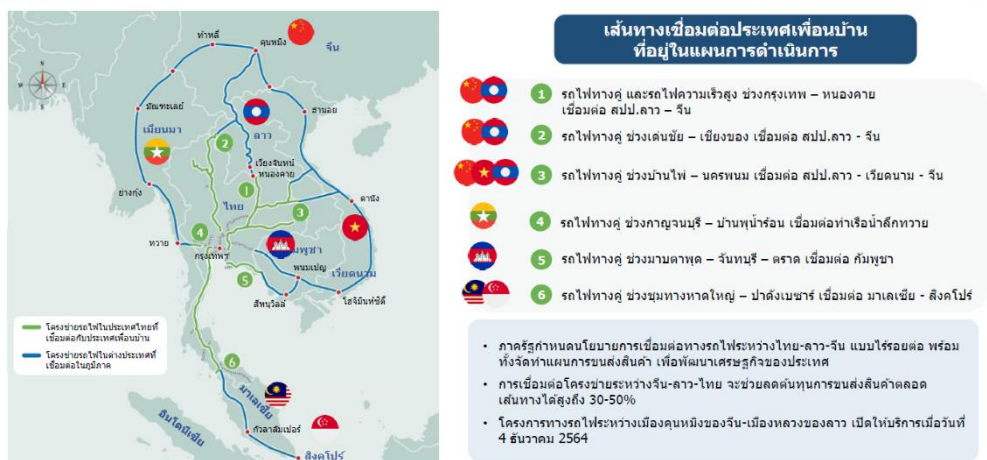 ท่าหลี้
คุนหมิง
จีน
มัณฑะเลย์
ฮานอย
เมียนมา
ลาว
2
เวียงจันทน์
หนองคาย
ย่างกุ้ง
1
ไทย
3
ดานัง
ทวาย
4
กรุงเทพฯ
กัมพูชา
พนมเปญ
เวียดนาม
5
สีหนุวิลล์
โฮจิมินห์ซิตี้
โครงข่ายรถไฟในประเทศไทยที่
เชื่อมต่อกับประเทศเพื่อนบ้าน
โครงข่ายรถไฟในต่างประเทศที่
เชื่อมต่อในภูมิภาค
6
มาเลเซีย
อินโดนีเซีย
กัวลาลัมเปอร์
สิงคโปร์
เส้นทางเชื่อมต่อประเทศเพื่อนบ้าน
ที่อยู่ในแผนการดำเนินการ
1 รถไฟทางคู่ และรถไฟความเร็วสูง ช่วงกรุงเทพ – หนองคาย
เชื่อมต่อ สปป.ลาว – จีน
2 รถไฟทางคู่ ช่วงเด่นชัย – เชียงของ เชื่อมต่อ สปป.ลาว - จีน
3 รถไฟทางคู่ ช่วงบ้านไผ่ – นครพนม เชื่อมต่อ สปป.ลาว - เวียดนาม - จีน
4 รถไฟทางคู่ ช่วงกาญจนบุรี – บ้านพุน้ำร้อน เชื่อมต่อท่าเรือน้ำลึกทวาย
5 รถไฟทางคู่ ช่วงมาบตาพุด – จันทบุรี – ตราด เชื่อมต่อ กัมพูชา
6 รถไฟทางคู่ ช่วงชุมทางหาดใหญ่ – ปาดังเบซาร์ เชื่อมต่อ มาเลเซีย - สิงคโปร์
• ภาครัฐกำหนดนโยบายการเชื่อมต่อทางรถไฟระหว่างไทย-ลาว-จีน แบบไร้รอยต่อ พร้อม
ทั้งจัดทำแผนการขนส่งสินค้า เพื่อพัฒนาเศรษฐกิจของประเทศ
• การเชื่อมต่อโครงข่ายระหว่างจีน-ลาว-ไทย จะช่วยลดต้นทุนการขนส่งสินค้าตลอด
เส้นทางได้สูงถึง 30-50%
• โครงการทางรถไฟระหว่างเมืองคุนหมิงของจีน-เมืองหลวงของลาว เปิดให้บริการเมื่อวันที่
4 ธันวาคม 2564